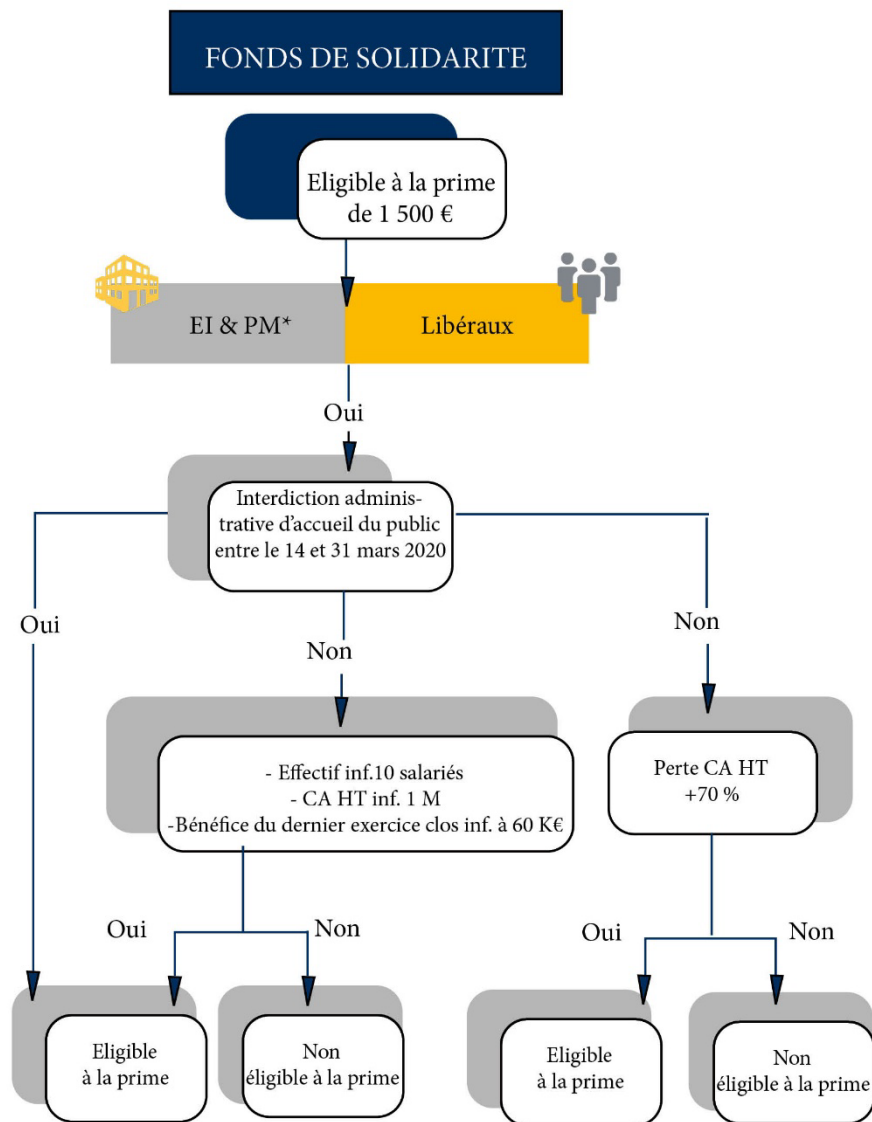 FONDS DE SOLIDARITE
Eligible à la prime
de 1 500 €
EI & PM*
Libéraux
Oui
Interdiction adminis-
trative d'accueil du public
entre le 14 et 31 mars 2020
Oui
Non
Non
- Effectif inf.10 salariés
- CA HT inf. 1 M
-Bénéfice du dernier exercice clos inf. à 60 K€
Perte CA HT
+70 %
Oui
Non
Oui
Non
Eligible
à la prime
Non
éligible à la prime
Eligible
à la prime
Non
éligible à la prime